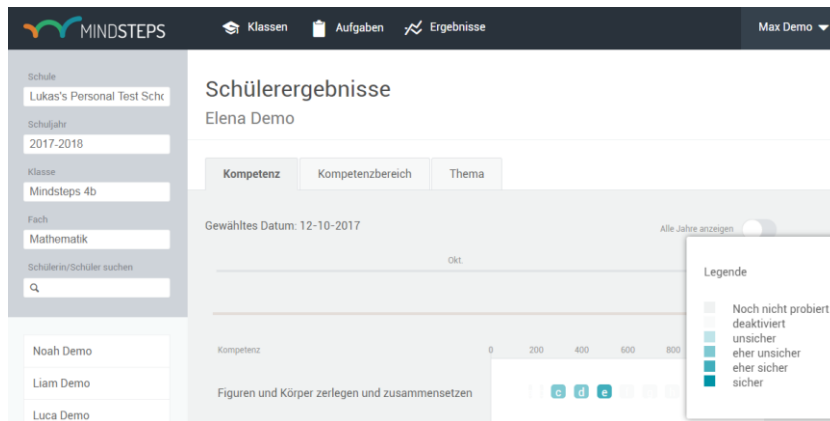 MINDSTEPS
Klassen
Aufgaben
Ergebnisse
Max Demo
Schule
Lukas's Personal Test Scho
Schuljahr
2017-2018
Klasse
Mindsteps 4b
Fach
Mathematik
Schülerin/Schüler suchen
Noah Demo
Liam Demo
Luca Demo
Schülerergebnisse
Elena Demo
Kompetenz
Kompetenzbereich
Thema
Gewähltes Datum: 12-10-2017
Alle Jahre anzeigen
Okt.
Kompetenz
0 200 400 600 800
Figuren und Körper zerlegen und zusammensetzen
c d e
Legende
Noch nicht probiert
deaktiviert
unsicher
eher unsicher
eher sicher
sicher